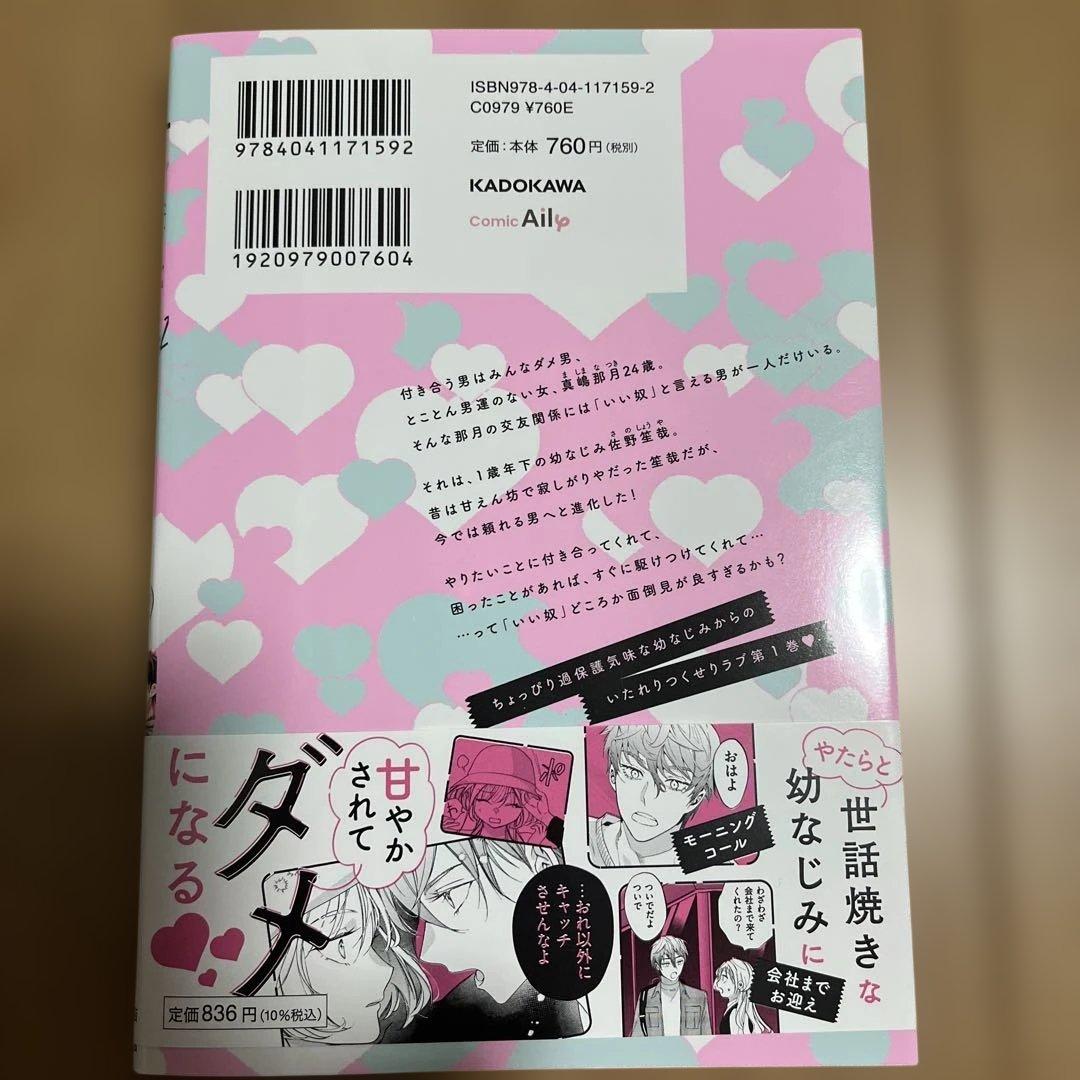 ISBN978-4-04-117159-2
C0979 ¥760E
9784041171592
定価:本体 760円(税別)
KADOKAWA
Comic Aily
1920979007604
付き合う男はみんなダメ男、
とことん男運のない女、真嶋那月24歳。
ましまなつき
そんな那月の交友関係には「いい奴」と言える男が一人だけいる。
それは、1歳年下の幼なじみ佐野笙哉。
さのしょうや
昔は甘えん坊で寂しがりやだった笙哉だが、
今では頼れる男へと進化した!
やりたいことに付き合ってくれて、
困ったことがあれば、すぐに駆けつけてくれて…
…って「いい奴」どころか面倒見が良すぎるかも?
ちょっぴり過保護気味な幼なじみからの
いたれりつくせりラブ第1巻♥
やたらと
世話焼きな
幼なじみに
おはよ
モーニング
コール
わざわざ
会社まで来て
くれたの?
ついでだよ
ついで
会社まで
お迎え
…おれ以外に
キャッチ
させんなよ
甘やか
されて
ダメ
になる♥
定価836円(10%税込)